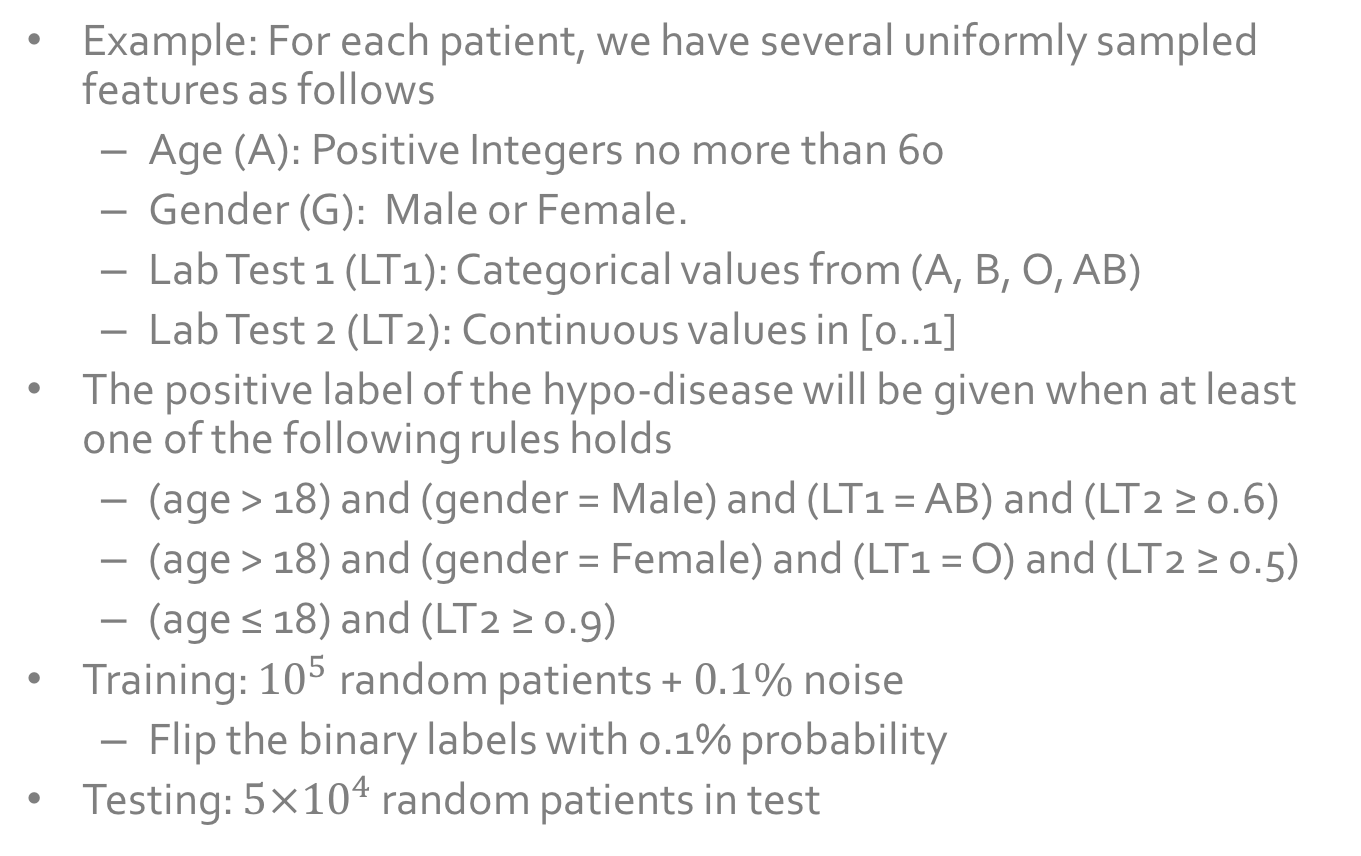 • Example: For each patient, we have several uniformly sampled
features as follows
– Age (A): Positive Integers no more than 60
– Gender (G):  Male or Female.
– Lab Test 1 (LT1): Categorical values from (A, B, O, AB)
– Lab Test 2 (LT2): Continuous values in [0..1]
• The positive label of the hypo-disease will be given when at least
one of the following rules holds
– (age > 18) and (gender = Male) and (LT1 = AB) and (LT2 ≥ 0.6)
– (age > 18) and (gender = Female) and (LT1 = O) and (LT2 ≥ 0.5)
– (age ≤ 18) and (LT2 ≥ 0.9)
• Training: 10⁵ random patients + 0.1% noise
– Flip the binary labels with 0.1% probability
• Testing: 5×10⁴ random patients in test